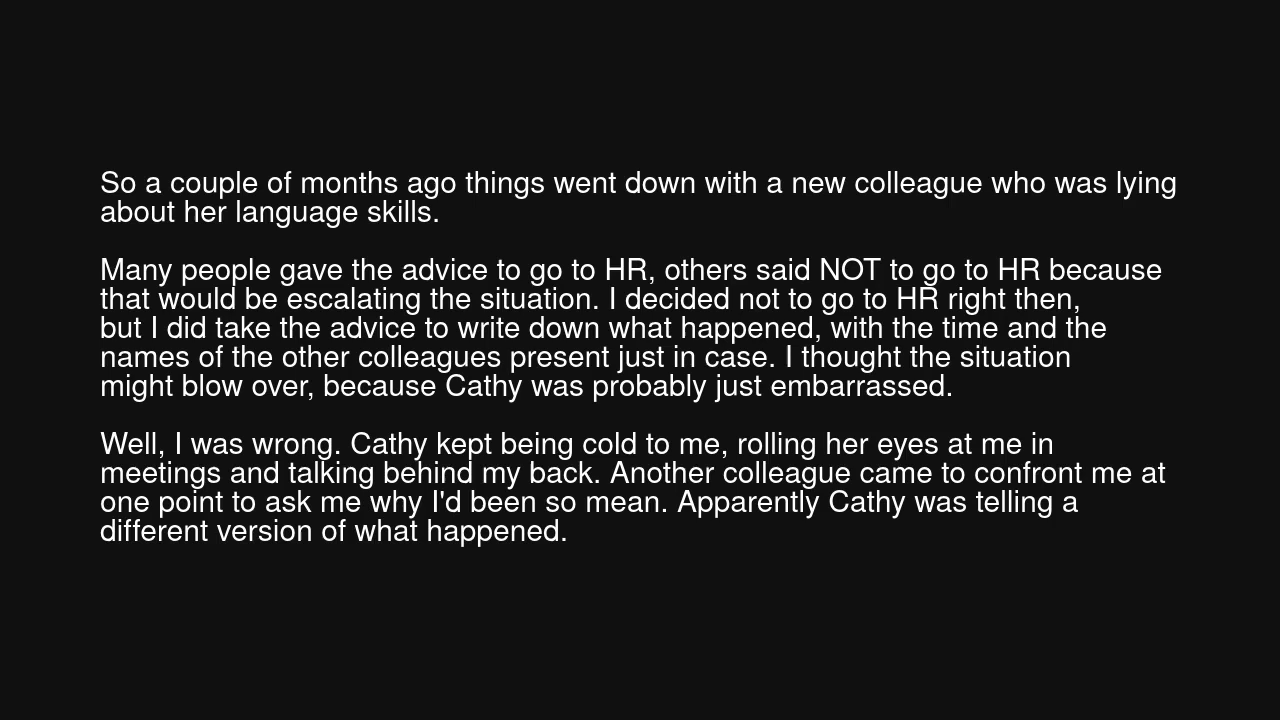 So a couple of months ago things went down with a new colleague who was lying
about her language skills.
Many people gave the advice to go to HR, others said NOT to go to HR because
that would be escalating the situation. I decided not to go to HR right then,
but I did take the advice to write down what happened, with the time and the
names of the other colleagues present just in case. I thought the situation
might blow over, because Cathy was probably just embarrassed.
Well, I was wrong. Cathy kept being cold to me, rolling her eyes at me in
meetings and talking behind my back. Another colleague came to confront me at
one point to ask me why I'd been so mean. Apparently Cathy was telling a
different version of what happened.